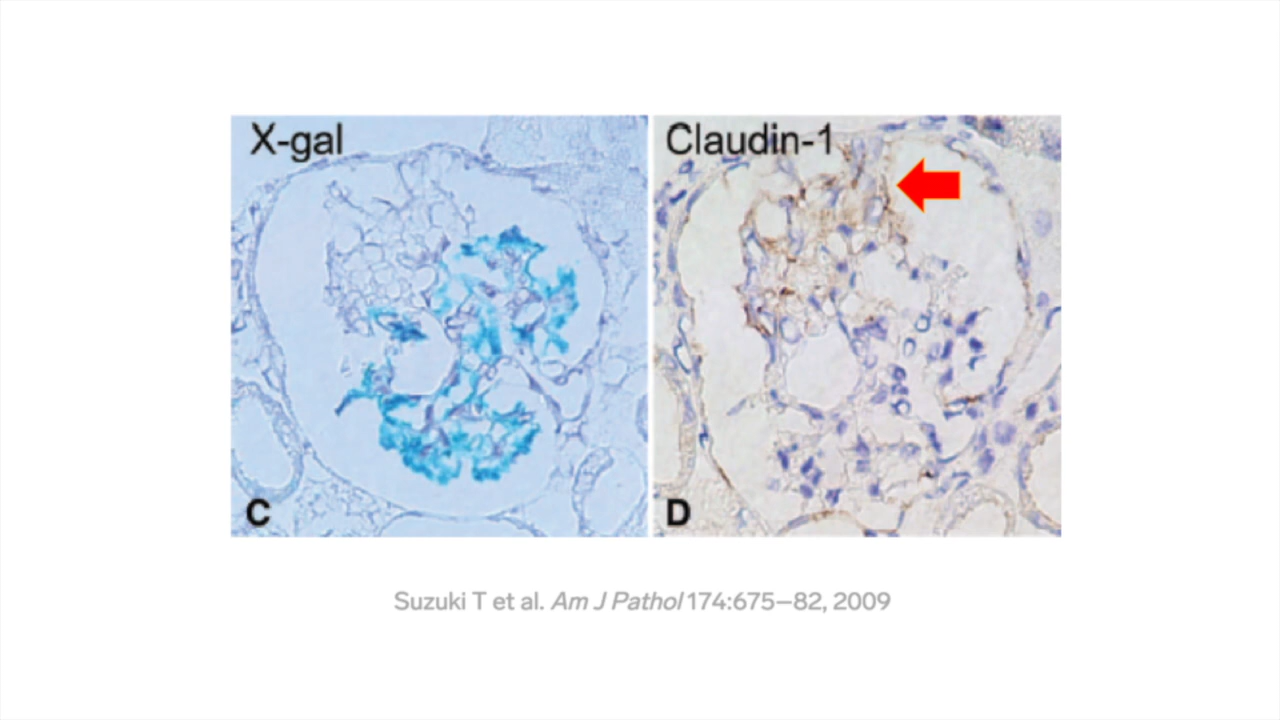 X-gal
Claudin-1
C
D
Suzuki T et al. Am J Pathol 174:675–82, 2009